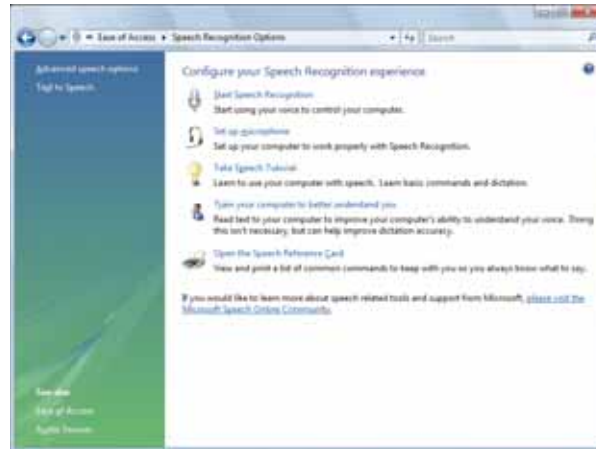 Ease of Access ▸ Speech Recognition Options
Search
Advanced speech options
Text to Speech
Configure your Speech Recognition experience
Start Speech Recognition
Start using your voice to control your computer.
Set up microphone
Set up your computer to work properly with Speech Recognition.
Take Speech Tutorial
Learn to use your computer with speech. Learn basic commands and dictation.
Train your computer to better understand you
Read text to your computer to improve your computer's ability to understand your voice. Doing
this isn't necessary, but can help improve dictation accuracy.
Open the Speech Reference Card
View and print a list of common commands to keep with you so you always know what to say.
If you would like to learn more about speech related tools and support from Microsoft, please visit the
Microsoft Speech Online Community.
See also
Ease of Access